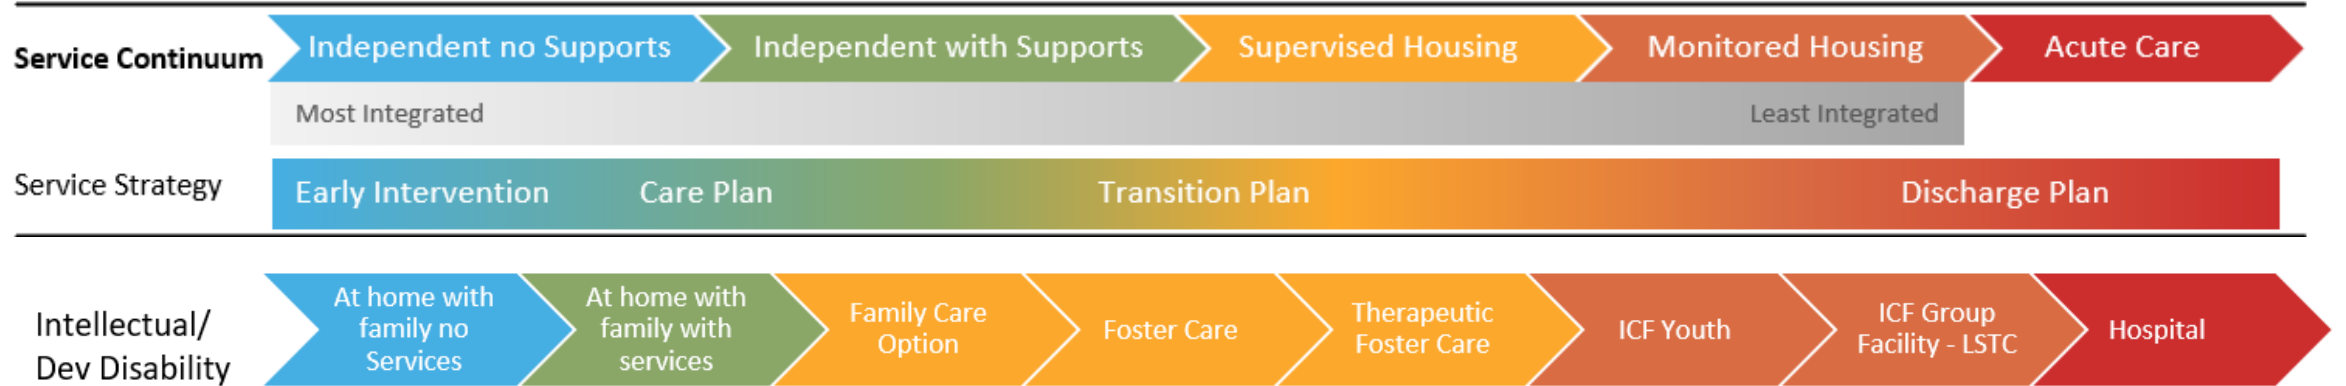 Service Continuum
Independent no Supports
Independent with Supports
Supervised Housing
Monitored Housing
Acute Care
Most Integrated
Least Integrated
Service Strategy
Early Intervention
Care Plan
Transition Plan
Discharge Plan
Intellectual/
Dev Disability
At home with
family no
Services
At home with
family with
services
Family Care
Option
Foster Care
Therapeutic
Foster Care
ICF Youth
ICF Group
Facility - LSTC
Hospital